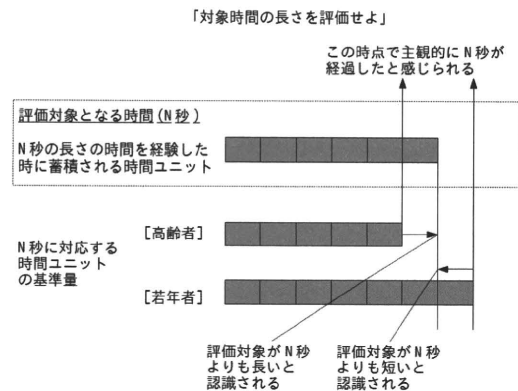 「対象時間の長さを評価せよ」
この時点で主観的にN秒が
経過したと感じられる
評価対象となる時間(N秒)
N秒の長さの時間を経験した
時に蓄積される時間ユニット
[高齢者]
N秒に対応する
時間ユニット
の基準量
[若年者]
評価対象がN秒
よりも長いと
認識される
評価対象がN秒
よりも短いと
認識される